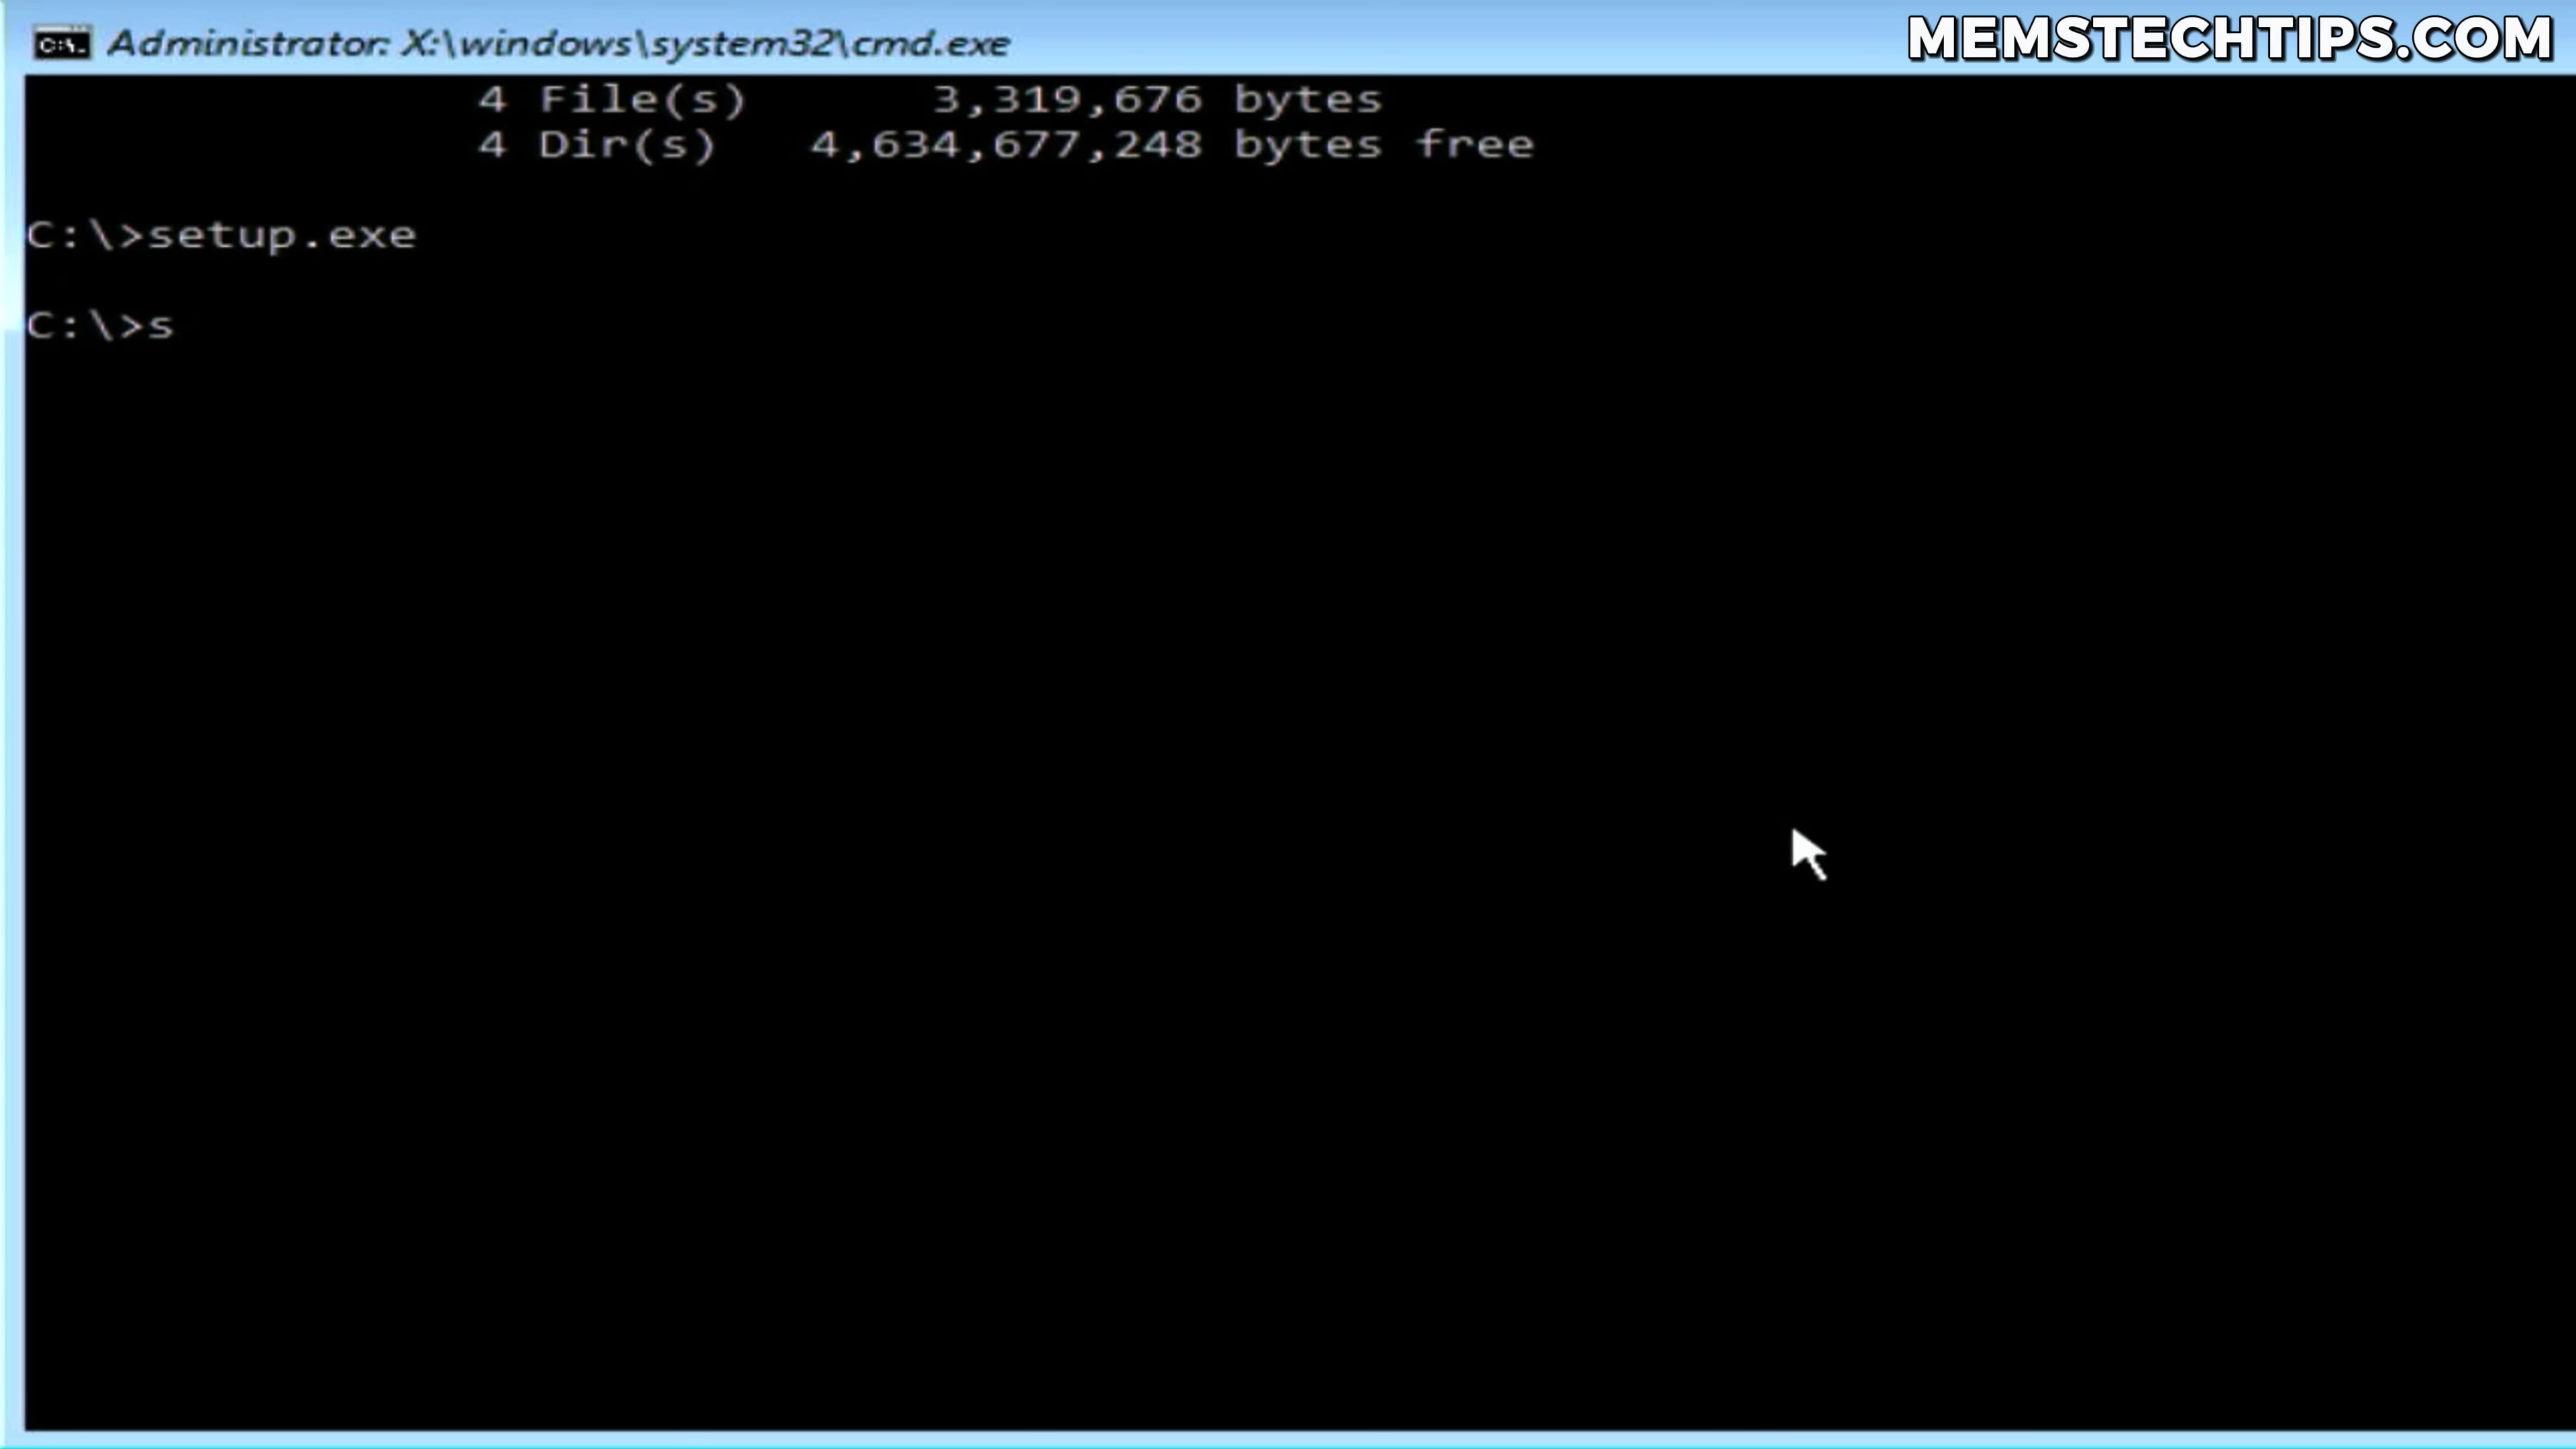 Administrator: X:\windows\system32\cmd.exe
MEMSTECHTIPS.COM
4 File(s) 3,319,676 bytes
4 Dir(s) 4,634,677,248 bytes free
C:\>setup.exe
C:\>s